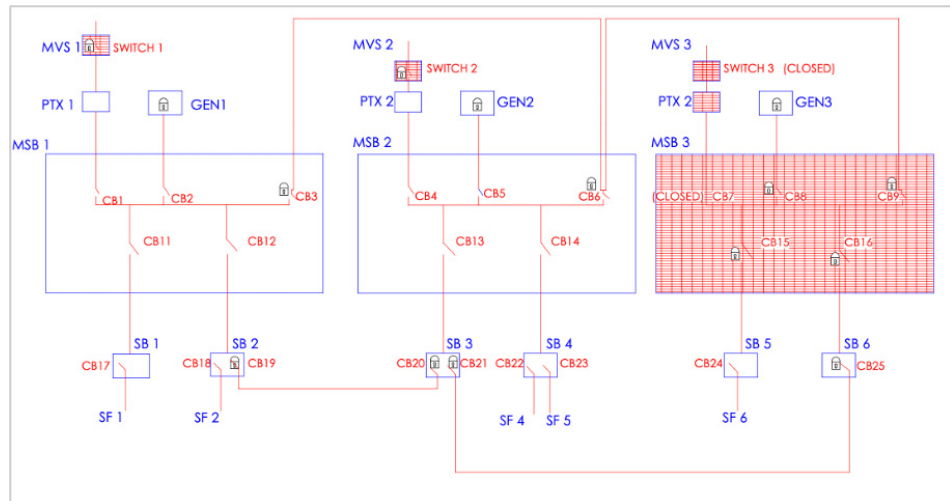 MVS 1
SWITCH 1
MVS 2
SWITCH 2
MVS 3
SWITCH 3 (CLOSED)
PTX 1
GEN1
PTX 2
GEN2
PTX 2
GEN3
MSB 1
MSB 2
MSB 3
CB1
CB2
CB3
CB4
CB5
CB6
(CLOSED) CB7
CB8
CB9
CB11
CB12
CB13
CB14
CB15
CB16
SB 1
SB 2
SB 3
SB 4
SB 5
SB 6
CB17
CB18
CB19
CB20
CB21
CB22
CB23
CB24
CB25
SF 1
SF 2
SF 4
SF 5
SF 6